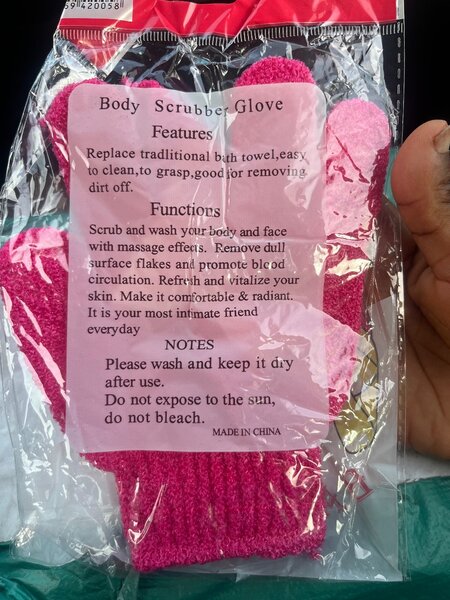 59 420058
Body Scrubber Glove
Features
Replace traditional bath towel,easy
to clean,to grasp,good for removing
dirt off.
Functions
Scrub and wash your body and face
with massage effects. Remove dull
surface flakes and promote blood
circulation. Refresh and vitalize your
skin. Make it comfortable & radiant.
It is your most intimate friend
everyday
NOTES
Please wash and keep it dry
after use.
Do not expose to the sun,
do not bleach.
MADE IN CHINA